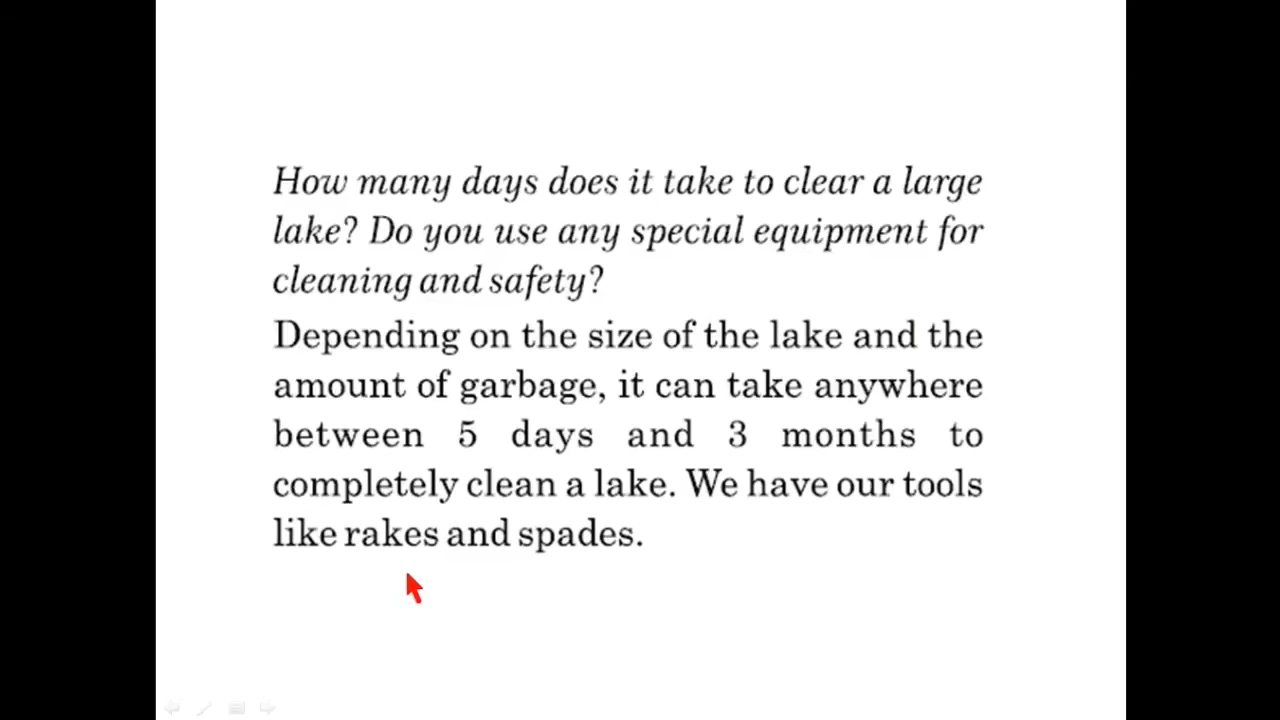 How many days does it take to clear a large
lake? Do you use any special equipment for
cleaning and safety?
Depending on the size of the lake and the
amount of garbage, it can take anywhere
between 5 days and 3 months to
completely clean a lake. We have our tools
like rakes and spades.